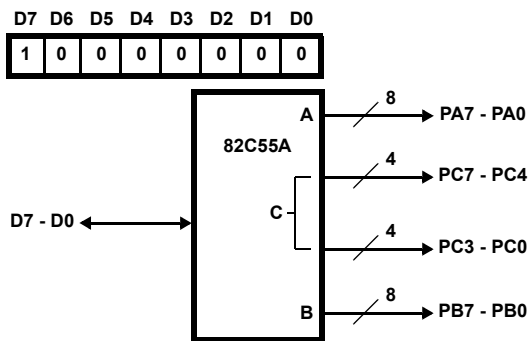 D7 D6 D5 D4 D3 D2 D1 D0
1 0 0 0 0 0 0 0
A
8
PA7 - PA0
82C55A
4
PC7 - PC4
C
D7 - D0
4
PC3 - PC0
B
8
PB7 - PB0